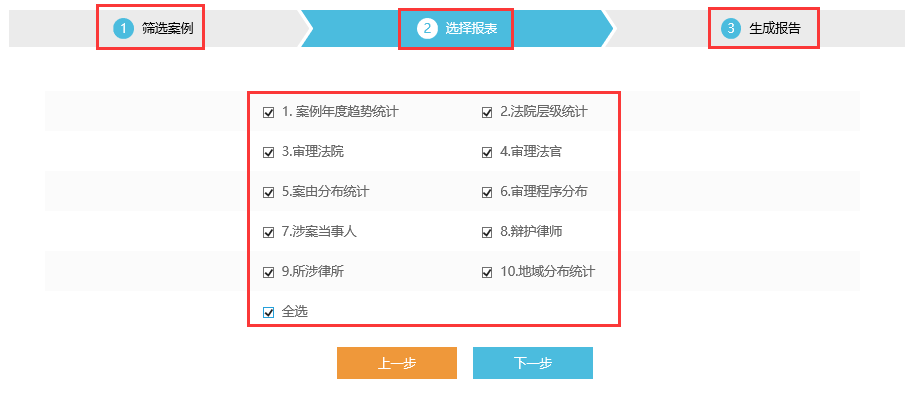 1 筛选案例 2 选择报表 3 生成报告
1. 案例年度趋势统计 2.法院层级统计
3.审理法院 4.审理法官
5.案由分布统计 6.审理程序分布
7.涉案当事人 8.辩护律师
9.所涉律所 10.地域分布统计
全选
上一步 下一步